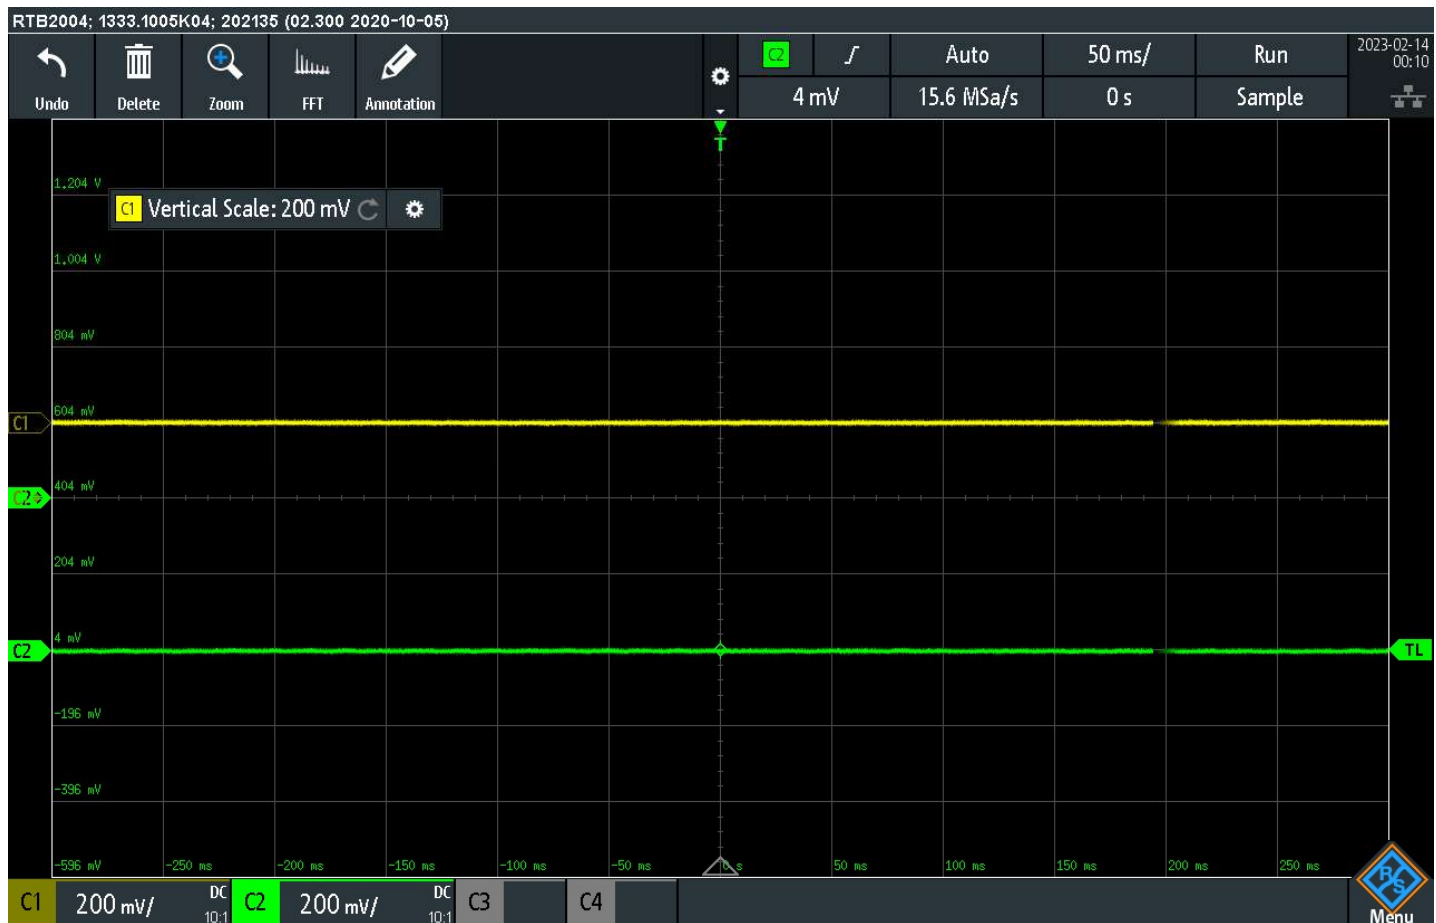 RTB2004; 1333.1005K04; 202135 (02.300 2020-10-05)
Undo Delete Zoom FFT Annotation
C2 Auto 50 ms/ Run
4 mV 15.6 MSa/s 0 s Sample
2023-02-14
00:10
T
1.204 V
C1 Vertical Scale: 200 mV
1.004 V
804 mV
604 mV
C1
404 mV
C2
204 mV
4 mV
C2
TL
-196 mV
-396 mV
-596 mV -250 ms -200 ms -150 ms -100 ms -50 ms 0 s 50 ms 100 ms 150 ms 200 ms 250 ms
C1 200 mV/ DC 10:1 C2 200 mV/ DC 10:1 C3 C4
R&S
Menu